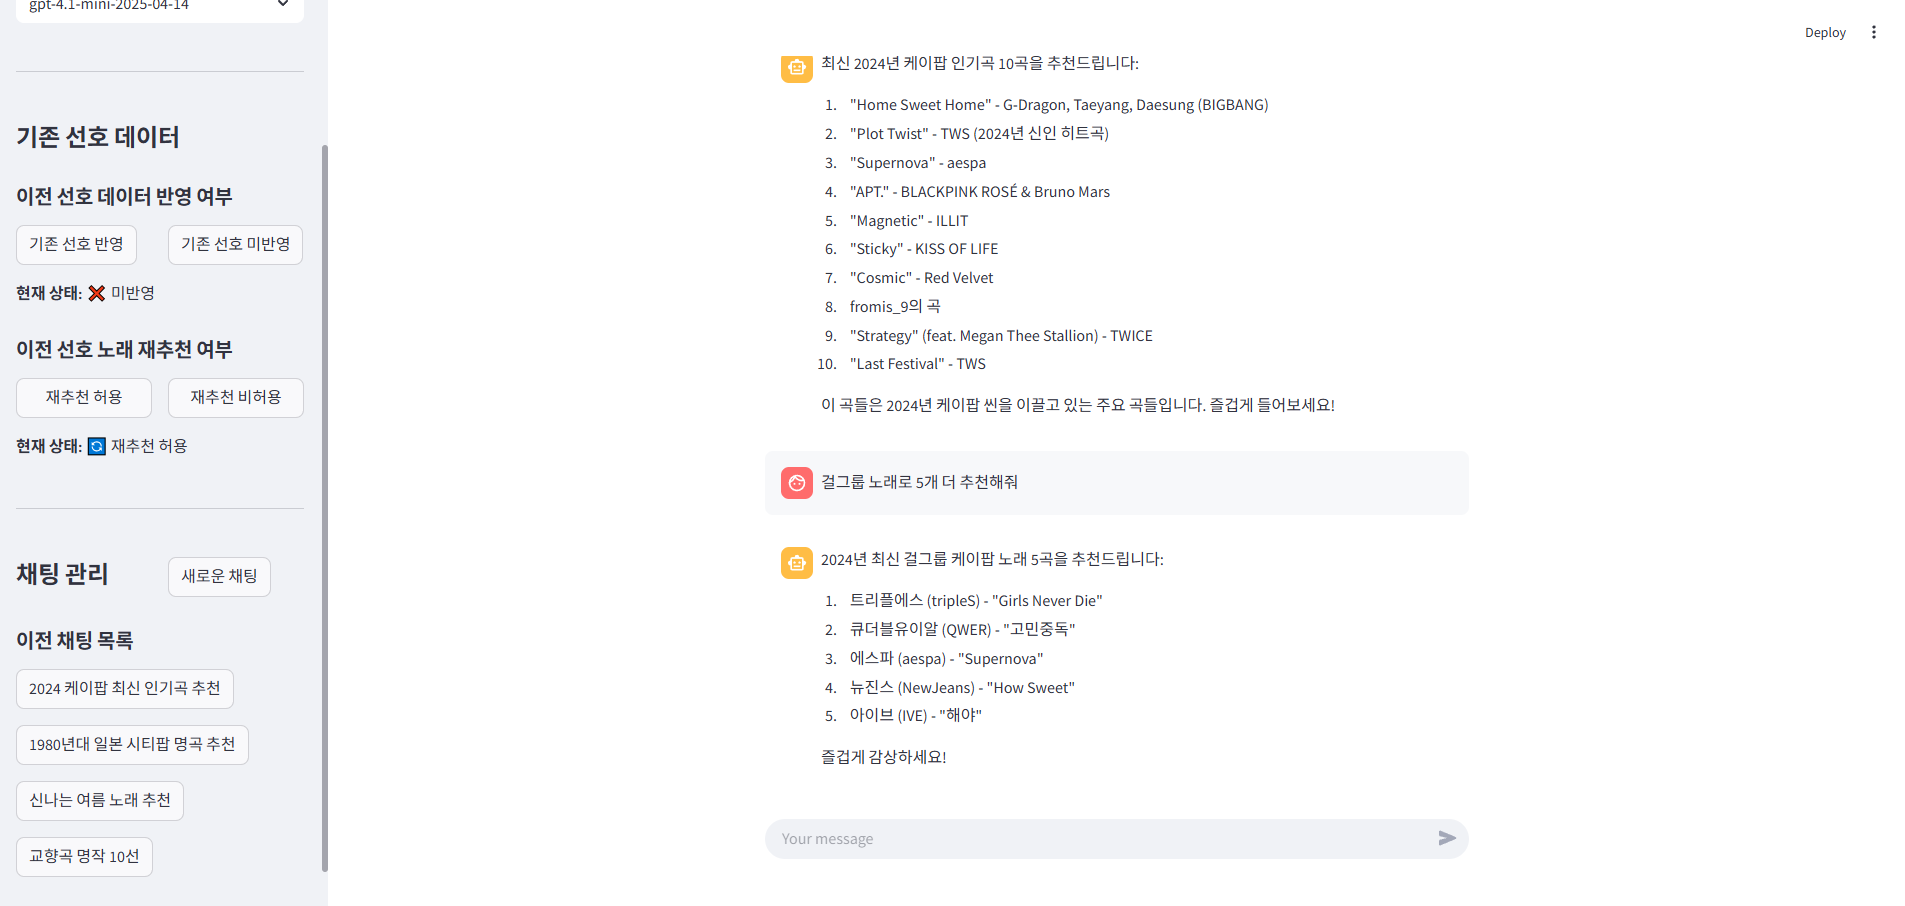 gpt-4.1-mini-2025-04-14
기존 선호 데이터
이전 선호 데이터 반영 여부
기존 선호 반영
기존 선호 미반영
현재 상태: ❌ 미반영
이전 선호 노래 재추천 여부
재추천 허용
재추천 비허용
현재 상태: 🔄 재추천 허용
채팅 관리
새로운 채팅
이전 채팅 목록
2024 케이팝 최신 인기곡 추천
1980년대 일본 시티팝 명곡 추천
신나는 여름 노래 추천
교향곡 명작 10선
Deploy
최신 2024년 케이팝 인기곡 10곡을 추천드립니다:
1. "Home Sweet Home" - G-Dragon, Taeyang, Daesung (BIGBANG)
2. "Plot Twist" - TWS (2024년 신인 히트곡)
3. "Supernova" - aespa
4. "APT." - BLACKPINK ROSÉ & Bruno Mars
5. "Magnetic" - ILLIT
6. "Sticky" - KISS OF LIFE
7. "Cosmic" - Red Velvet
8. fromis_9의 곡
9. "Strategy" (feat. Megan Thee Stallion) - TWICE
10. "Last Festival" - TWS
이 곡들은 2024년 케이팝 씬을 이끌고 있는 주요 곡들입니다. 즐겁게 들어보세요!
걸그룹 노래로 5개 더 추천해줘
2024년 최신 걸그룹 케이팝 노래 5곡을 추천드립니다:
1. 트리플에스 (tripleS) - "Girls Never Die"
2. 큐더블유이알 (QWER) - "고민중독"
3. 에스파 (aespa) - "Supernova"
4. 뉴진스 (NewJeans) - "How Sweet"
5. 아이브 (IVE) - "해야"
즐겁게 감상하세요!
Your message